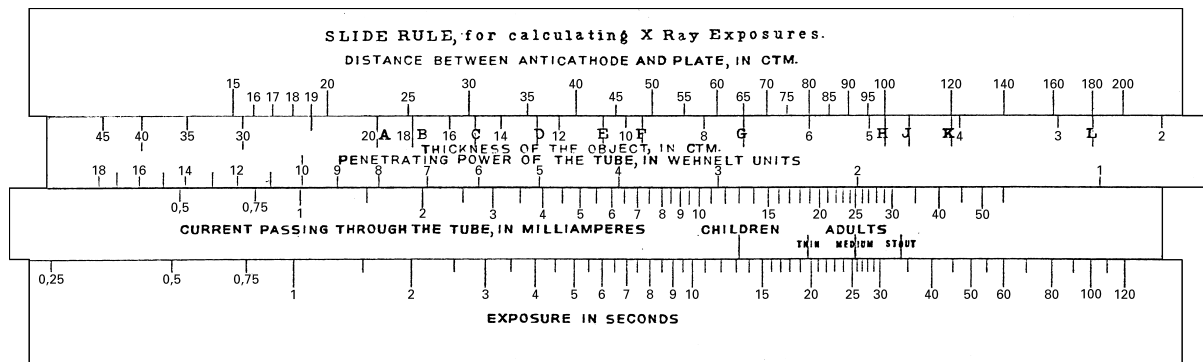 SLIDE RULE, for calculating X Ray Exposures.
DISTANCE BETWEEN ANTICATHODE AND PLATE, IN CTM.
15 16 17 18 19 20 25 30 35 40 45 50 55 60 65 70 75 80 85 90 95 100 120 140 160 180 200
45 40 35 30 20 A 18 B 16 C 14 D 12 E 10 F 8 G 6 5 H J K 4 3 L 2
THICKNESS OF THE OBJECT, IN CTM.
PENETRATING POWER OF THE TUBE, IN WEHNELT UNITS
18 16 14 12 10 9 8 7 6 5 4 3 2 1
0,5 0,75 1 2 3 4 5 6 7 8 9 10 15 20 25 30 40 50
CURRENT PASSING THROUGH THE TUBE, IN MILLIAMPERES CHILDREN ADULTS
THIN MEDIUM STOUT
0,25 0,5 0,75 1 2 3 4 5 6 7 8 9 10 15 20 25 30 40 50 60 80 100 120
EXPOSURE IN SECONDS